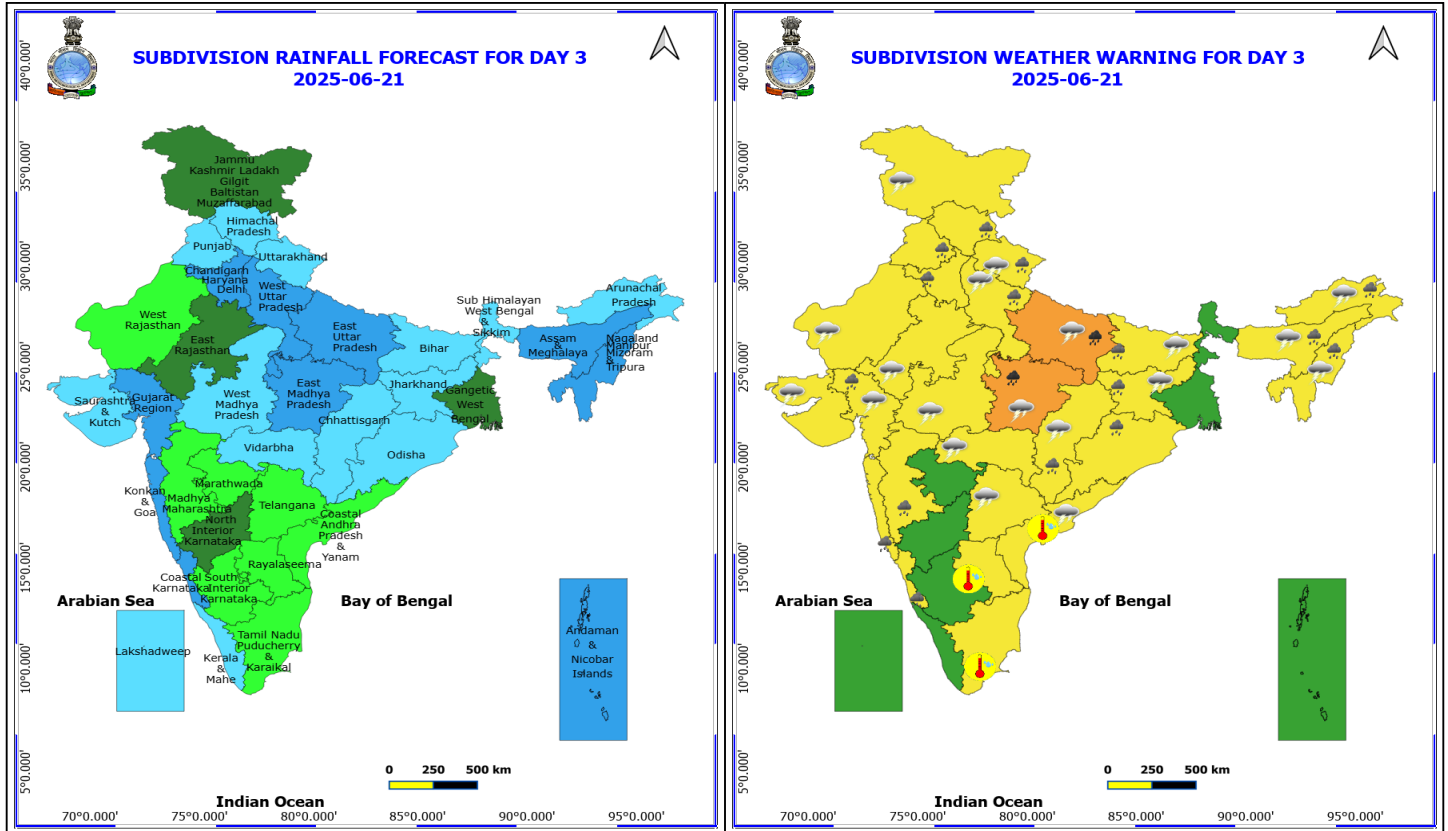 SUBDIVISION RAINFALL FORECAST FOR DAY 3
2025-06-21
40°0.000'
35°0.000'
30°0.000'
25°0.000'
20°0.000'
15°0.000'
10°0.000'
5°0.000'
Jammu
Kashmir Ladakh
Gilgit
Baltistan
Muzaffarabad
Himachal
Pradesh
Punjab
Uttarakhand
Chandigarh
Haryana
Delhi
West
Uttar
Pradesh
West
Rajasthan
East
Rajasthan
East
Uttar
Pradesh
Sub Himalayan
West Bengal
&
Sikkim
Arunachal
Pradesh
Assam
&
Meghalaya
Nagaland
Manipur
Mizoram
&
Tripura
Bihar
Jharkhand
Gangetic
West
Bengal
Saurashtra
&
Kutch
Gujarat
Region
West
Madhya
Pradesh
East
Madhya
Pradesh
Chhattisgarh
Vidarbha
Odisha
Konkan
&
Goa
Madhya
Maharashtra
Marathwada
Telangana
North
Interior
Karnataka
Coastal
Andhra
Pradesh
&
Yanam
Rayalaseema
Coastal
Karnataka
South
Interior
Karnataka
Tamil Nadu
Puducherry
&
Karaikal
Kerala
&
Mahe
Lakshadweep
Andaman
&
Nicobar
Islands
Arabian Sea
Bay of Bengal
0 250 500 km
Indian Ocean
70°0.000' 75°0.000' 80°0.000' 85°0.000' 90°0.000' 95°0.000'
SUBDIVISION WEATHER WARNING FOR DAY 3
2025-06-21
40°0.000'
35°0.000'
30°0.000'
25°0.000'
20°0.000'
15°0.000'
10°0.000'
5°0.000'
Arabian Sea
Bay of Bengal
0 250 500 km
Indian Ocean
70°0.000' 75°0.000' 80°0.000' 85°0.000' 90°0.000' 95°0.000'